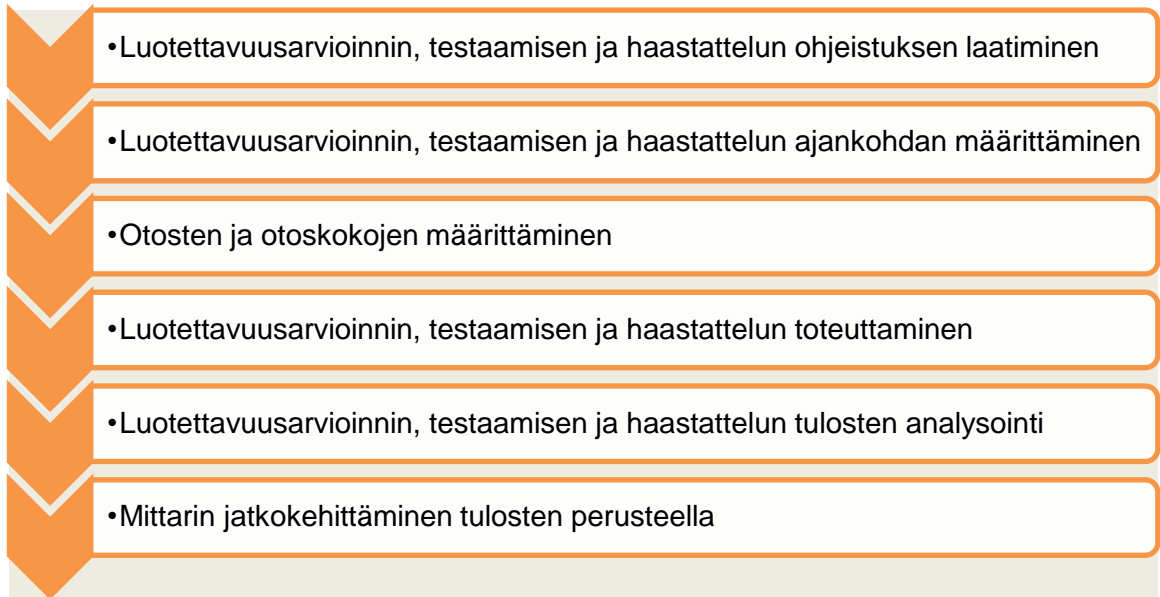 •Luotettavuusarvioinnin, testaamisen ja haastattelun ohjeistuksen laatiminen
•Luotettavuusarvioinnin, testaamisen ja haastattelun ajankohdan määrittäminen
•Otosten ja otoskokojen määrittäminen
•Luotettavuusarvioinnin, testaamisen ja haastattelun toteuttaminen
•Luotettavuusarvioinnin, testaamisen ja haastattelun tulosten analysointi
•Mittarin jatkokehittäminen tulosten perusteella